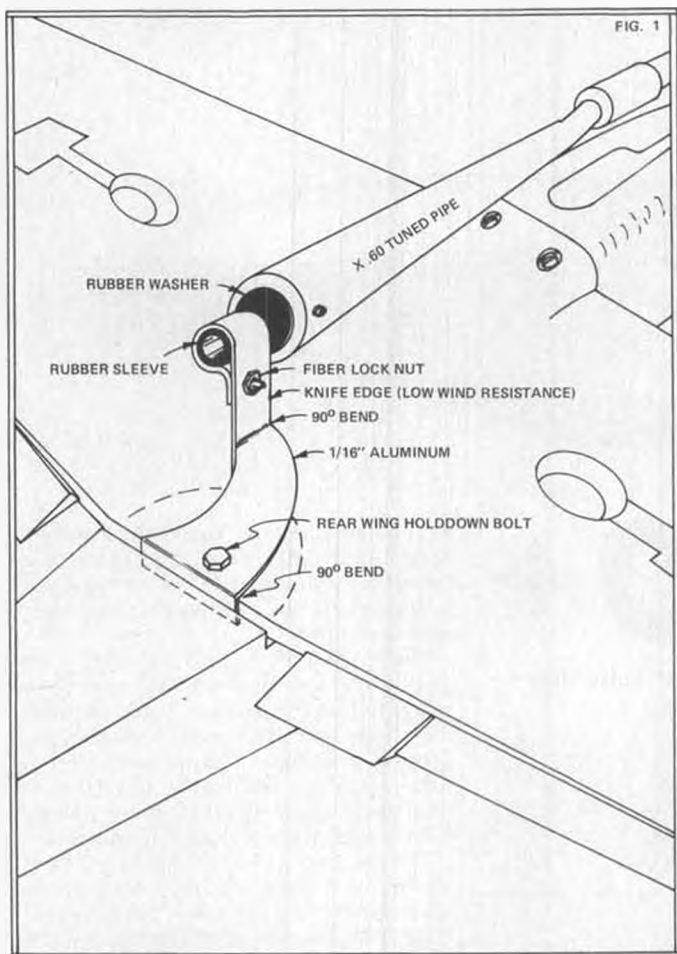 FIG. 1
X .60 TUNED PIPE
RUBBER WASHER
RUBBER SLEEVE
FIBER LOCK NUT
KNIFE EDGE (LOW WIND RESISTANCE)
90° BEND
1/16" ALUMINUM
REAR WING HOLDDOWN BOLT
90° BEND